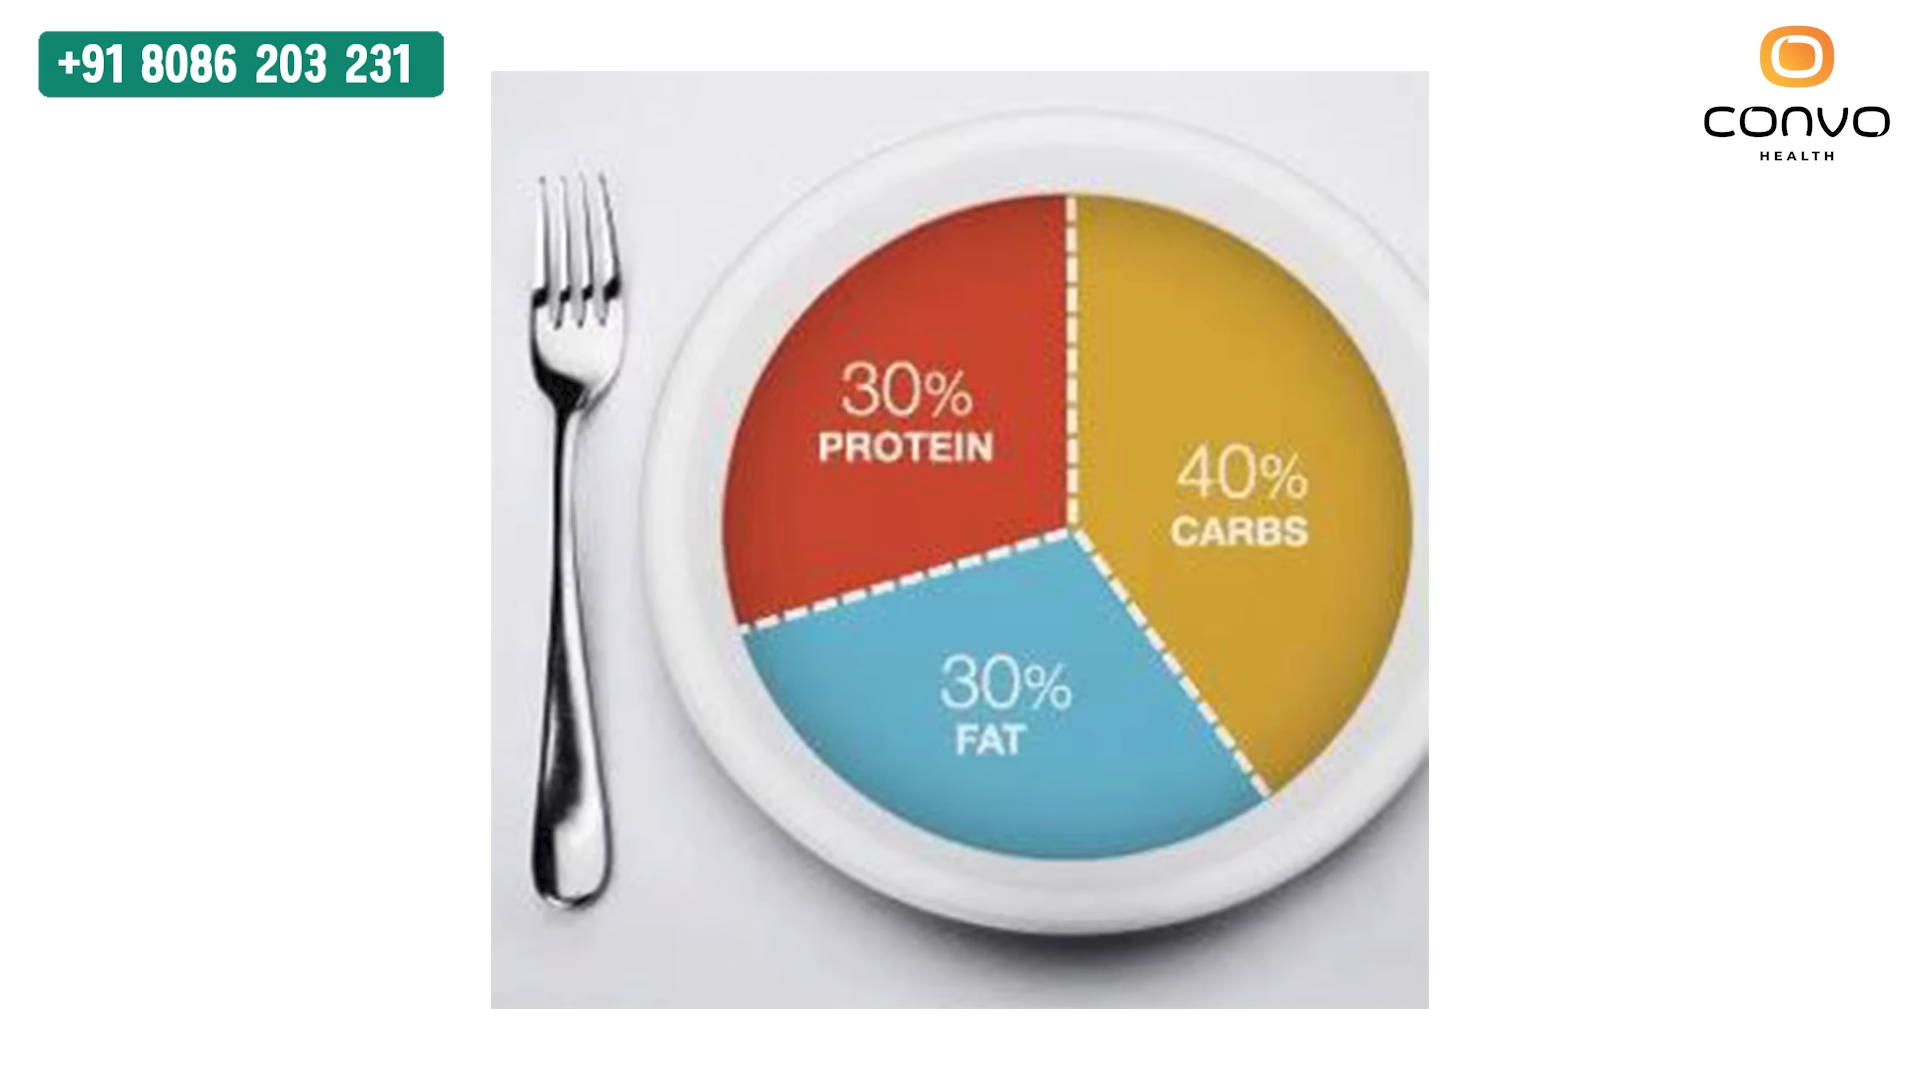 +91 8086 203 231
CONVO
HEALTH
30%
PROTEIN
40%
CARBS
30%
FAT